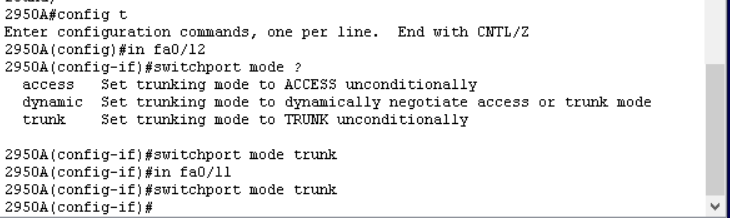 2950A#config t
Enter configuration commands, one per line.  End with CNTL/Z
2950A(config)#in fa0/12
2950A(config-if)#switchport mode ?
  access   Set trunking mode to ACCESS unconditionally
  dynamic  Set trunking mode to dynamically negotiate access or trunk mode
  trunk    Set trunking mode to TRUNK unconditionally
2950A(config-if)#switchport mode trunk
2950A(config-if)#in fa0/11
2950A(config-if)#switchport mode trunk
2950A(config-if)#